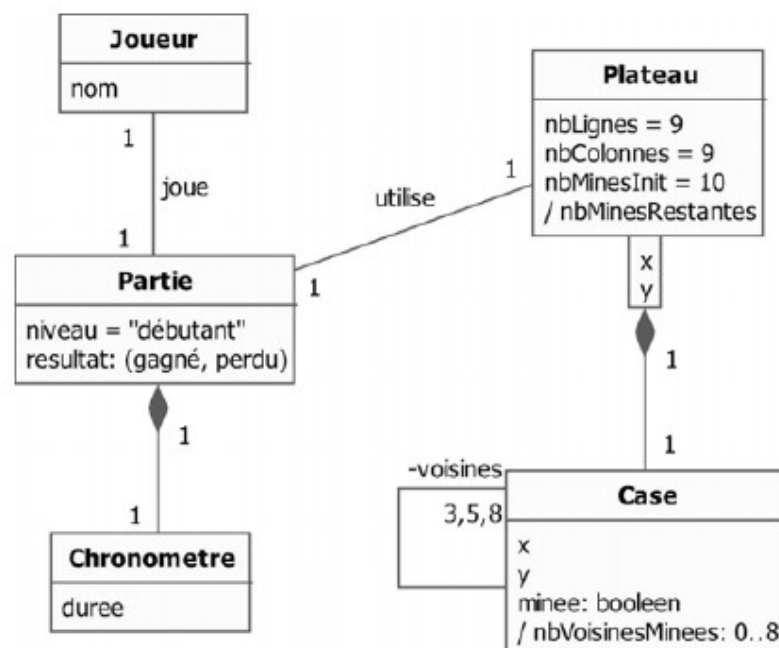 Joueur
nom
1
joue
1
Partie
niveau = "débutant"
resultat: (gagné, perdu)
1
1
Chronometre
duree
utilise
1
1
Plateau
nbLignes = 9
nbColonnes = 9
nbMinesInit = 10
/ nbMinesRestantes
x
y
1
1
-voisines
3,5,8
Case
x
y
minee: booleen
/ nbVoisinesMinees: 0..8